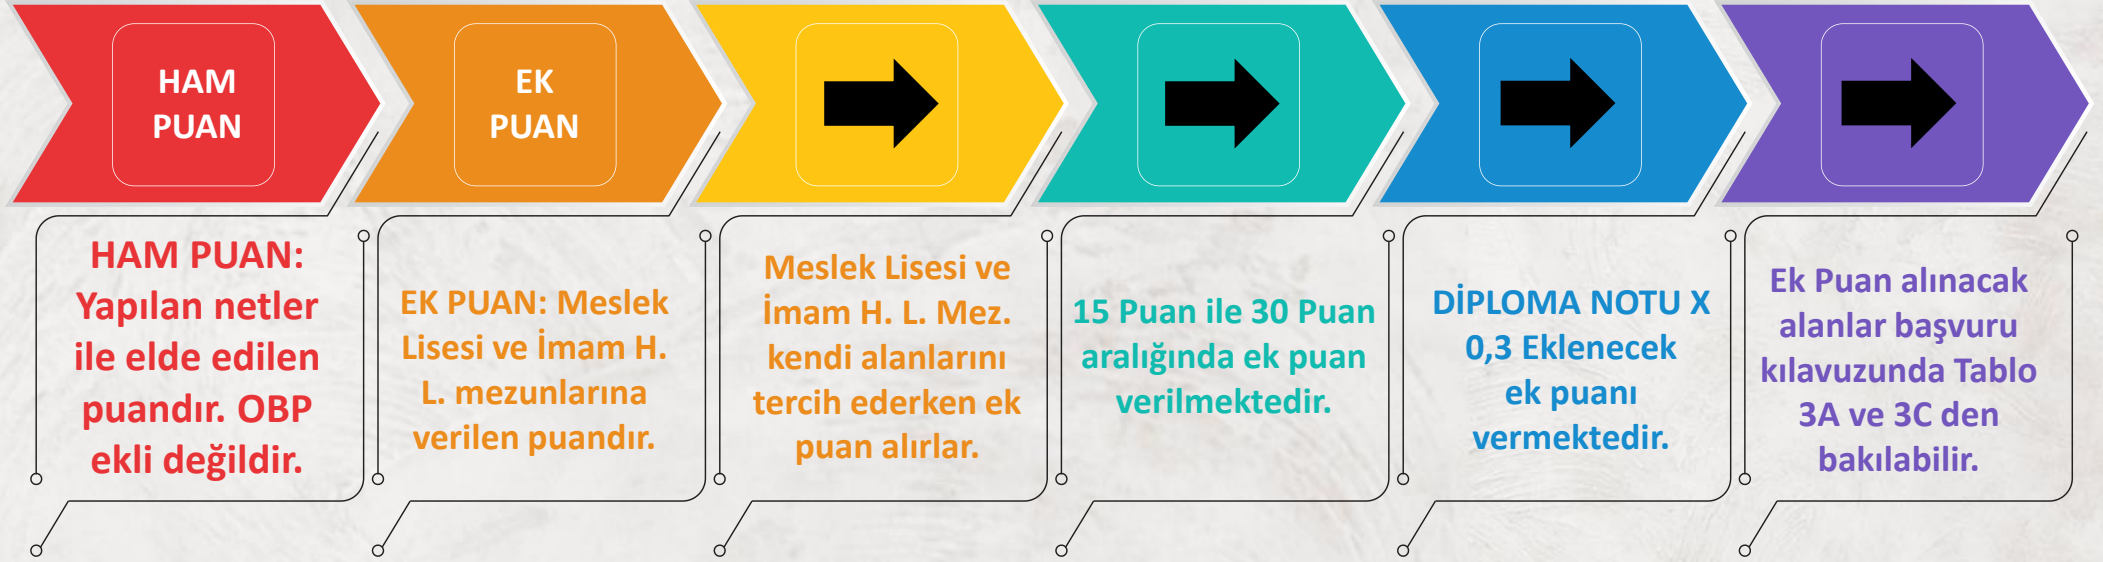 HAM
PUAN
EK
PUAN
HAM PUAN:
Yapılan netler
ile elde edilen
puandır. OBP
ekli değildir.
EK PUAN: Meslek
Lisesi ve İmam H.
L. mezunlarına
verilen puandır.
Meslek Lisesi ve
İmam H. L. Mez.
kendi alanlarını
tercih ederken ek
puan alırlar.
15 Puan ile 30 Puan
aralığında ek puan
verilmektedir.
DİPLOMA NOTU X
0,3 Eklenecek
ek puanı
vermektedir.
Ek Puan alınacak
alanlar başvuru
kılavuzunda Tablo
3A ve 3C den
bakılabilir.